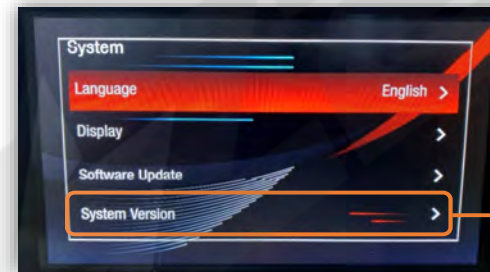 System
Language English >
Display >
Software Update >
System Version >